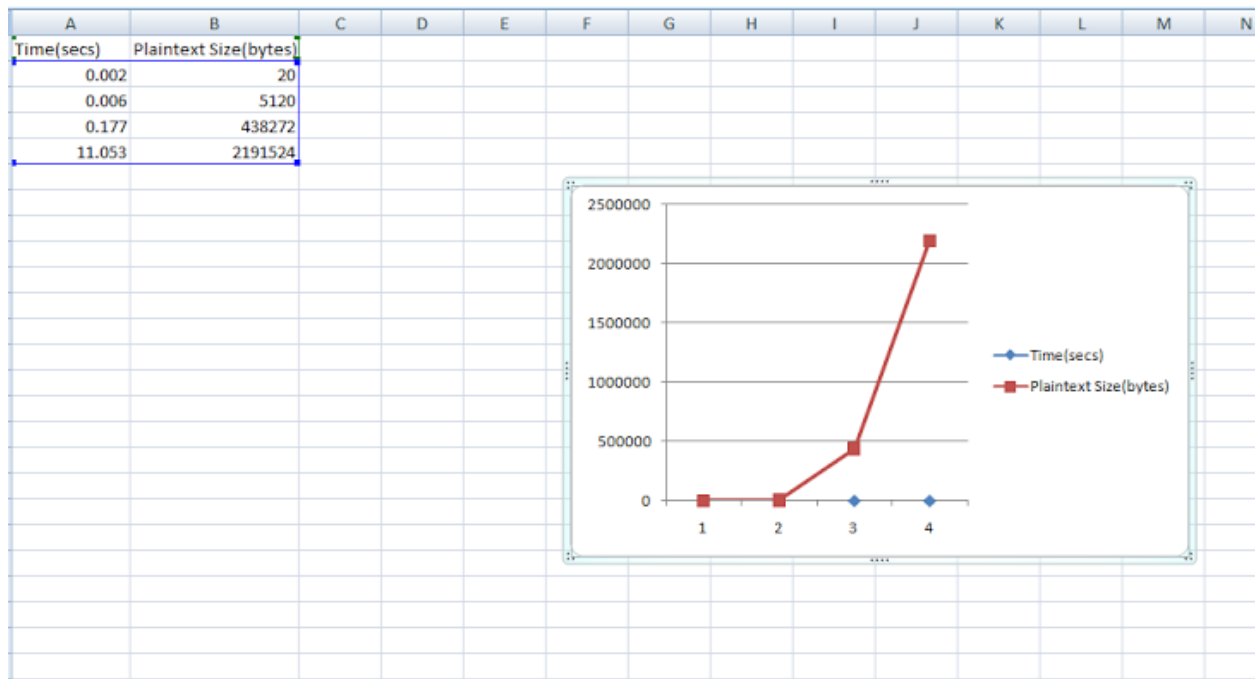 A B C D E F G H I J K L M N
Time(secs) Plaintext Size(bytes)
0.002 20
0.006 5120
0.177 438272
11.053 2191524
2500000
2000000
1500000
1000000
500000
0
1 2 3 4
Time(secs)
Plaintext Size(bytes)